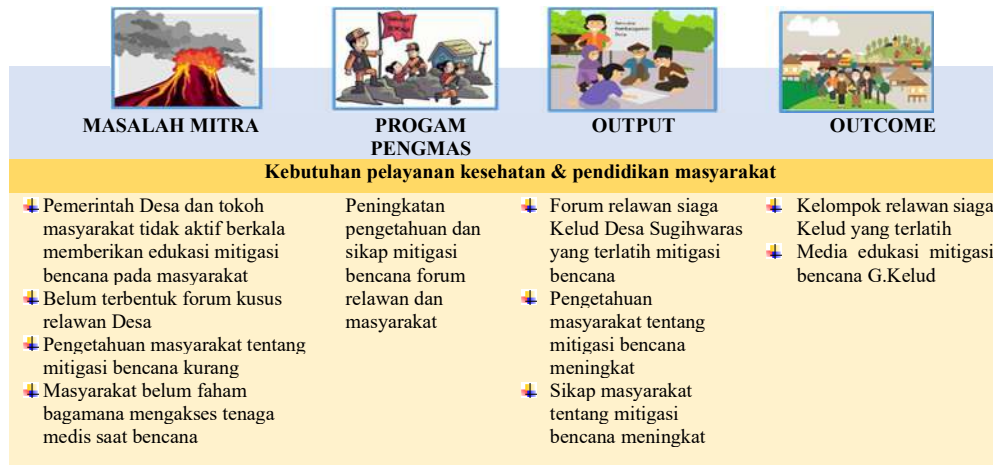 MASALAH MITRA
PROGAM
PENGMAS
OUTPUT
OUTCOME
Kebutuhan pelayanan kesehatan & pendidikan masyarakat
Pemerintah Desa dan tokoh
masyarakat tidak aktif berkala
memberikan edukasi mitigasi
bencana pada masyarakat
Belum terbentuk forum kusus
relawan Desa
Pengetahuan masyarakat tentang
mitigasi bencana kurang
Masyarakat belum faham
bagamana mengakses tenaga
medis saat bencana
Peningkatan
pengetahuan dan
sikap mitigasi
bencana forum
relawan dan
masyarakat
Forum relawan siaga
Kelud Desa Sugihwaras
yang terlatih mitigasi
bencana
Pengetahuan
masyarakat tentang
mitigasi bencana
meningkat
Sikap masyarakat
tentang mitigasi
bencana meningkat
Kelompok relawan siaga
Kelud yang terlatih
Media edukasi mitigasi
bencana G.Kelud